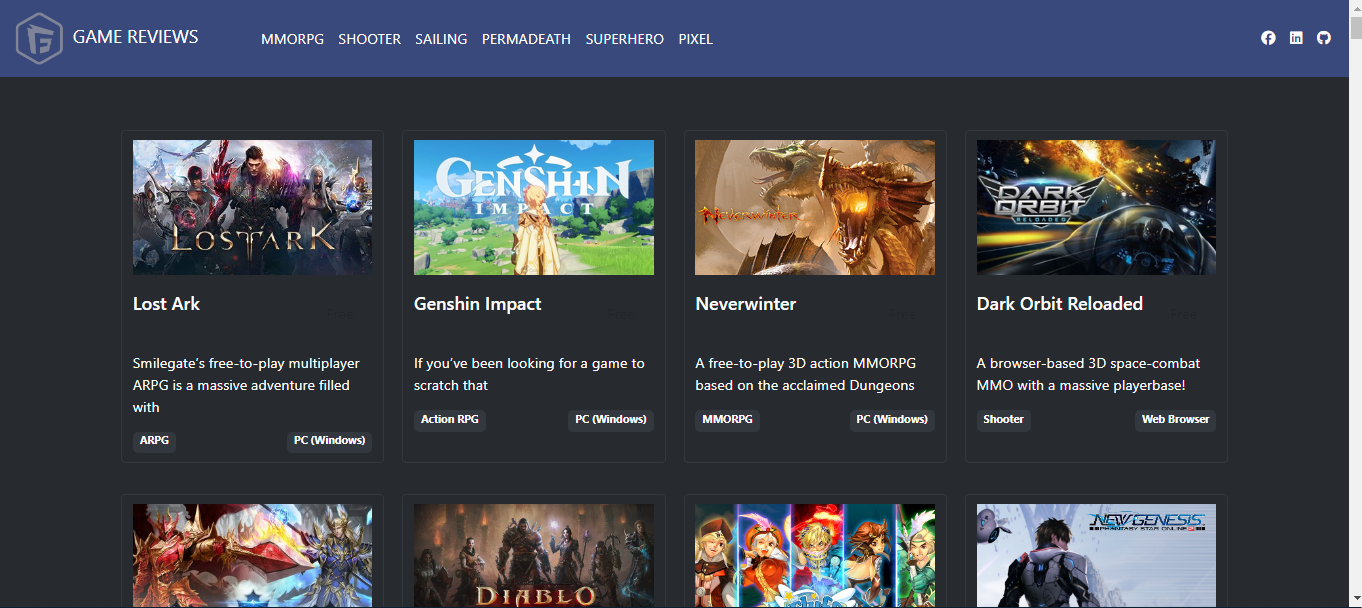 GAME REVIEWS
MMORPG SHOOTER SAILING PERMADEATH SUPERHERO PIXEL
LOST ARK
GENSHIN
IMPACT
NEVERWINTER
DARK
ORBIT
RELOADED
Lost Ark
Free
Smilegate's free-to-play multiplayer
ARPG is a massive adventure filled
with
ARPG
PC (Windows)
Genshin Impact
Free
If you've been looking for a game to
scratch that
Action RPG
PC (Windows)
Neverwinter
Free
A free-to-play 3D action MMORPG
based on the acclaimed Dungeons
MMORPG
PC (Windows)
Dark Orbit Reloaded
Free
A browser-based 3D space-combat
MMO with a massive playerbase!
Shooter
Web Browser
DIABLO
NEW GENESIS
PHANTASY STAR ONLINE 2